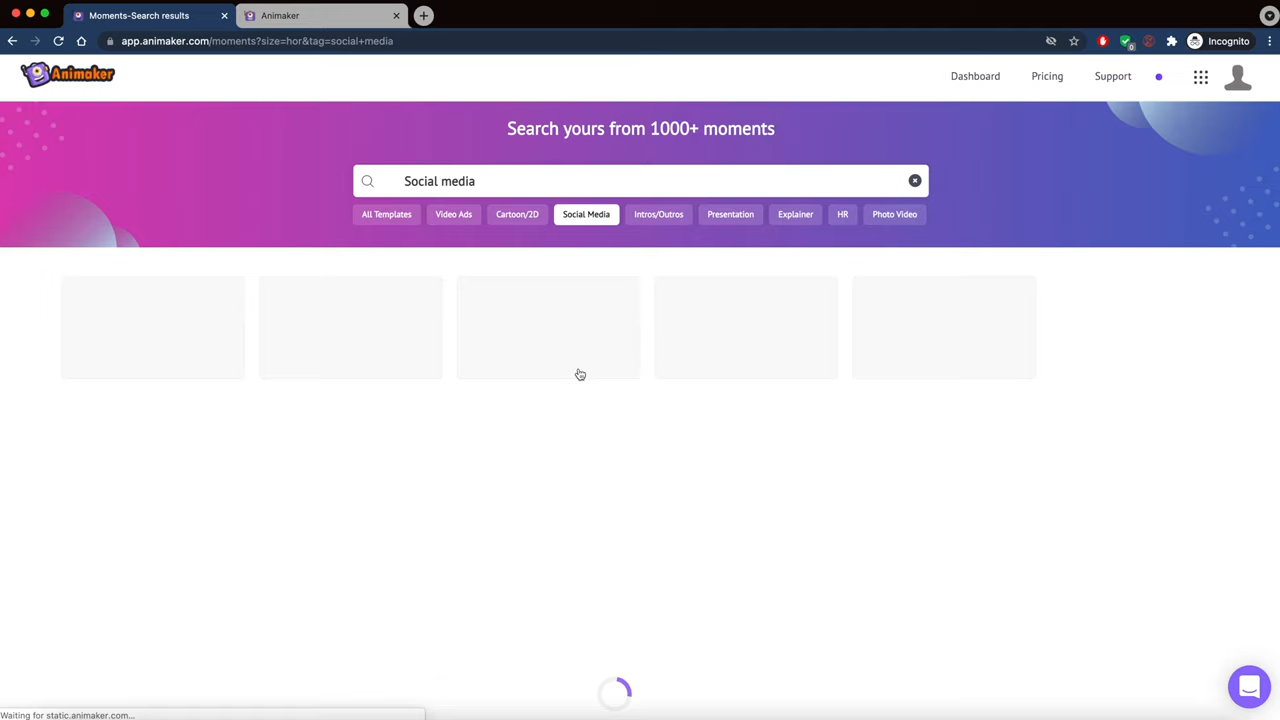 Moments-Search results
Animaker
app.animaker.com/moments?size=hor&tag=social+media
0
Incognito
Animaker
Dashboard
Pricing
Support
Search yours from 1000+ moments
Social media
All Templates
Video Ads
Cartoon/2D
Social Media
Intros/Outros
Presentation
Explainer
HR
Photo Video
Waiting for static.animaker.com...